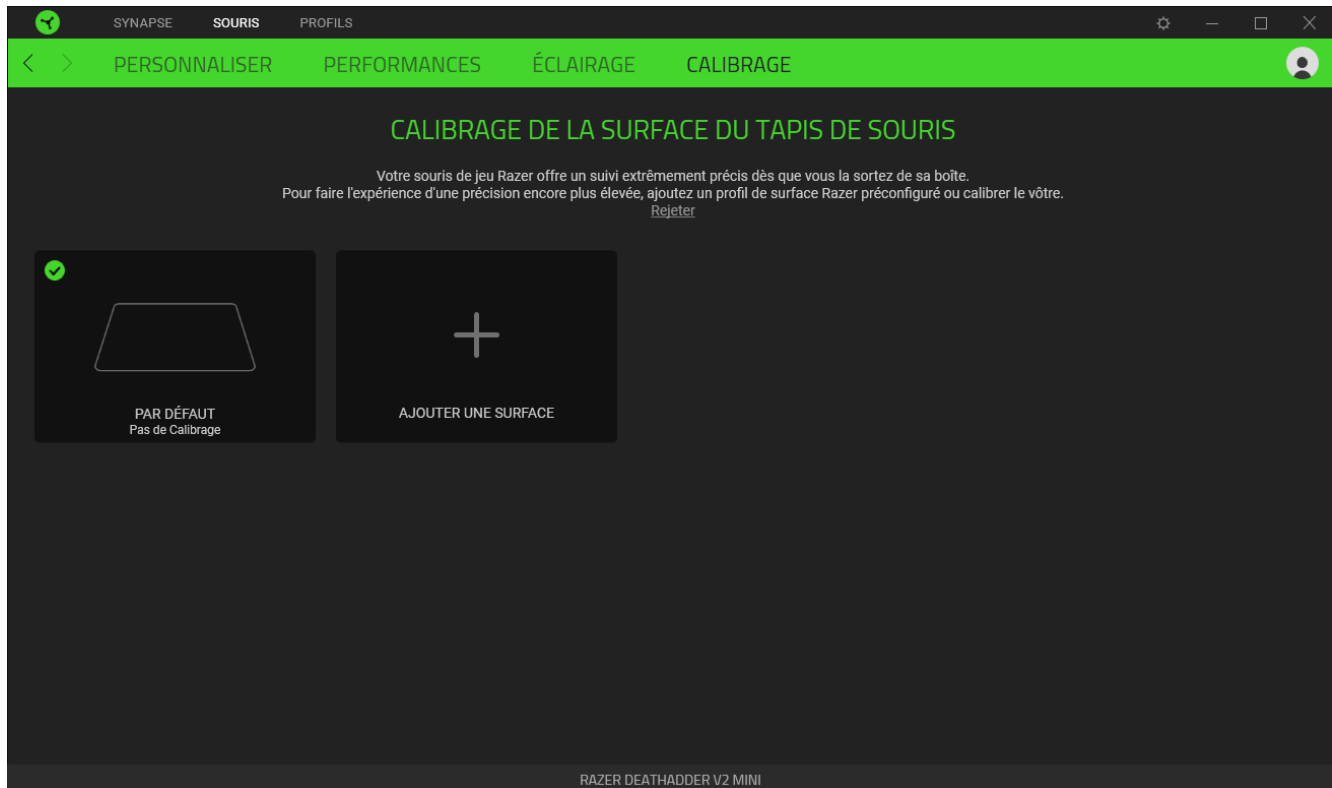 SYNAPSE SOURIS PROFILS
PERSONNALISER PERFORMANCES ÉCLAIRAGE CALIBRAGE
CALIBRAGE DE LA SURFACE DU TAPIS DE SOURIS
Votre souris de jeu Razer offre un suivi extrêmement précis dès que vous la sortez de sa boîte.
Pour faire l'expérience d'une précision encore plus élevée, ajoutez un profil de surface Razer préconfiguré ou calibrer le vôtre.
Rejeter
PAR DÉFAUT
Pas de Calibrage
AJOUTER UNE SURFACE
RAZER DEATHADDER V2 MINI